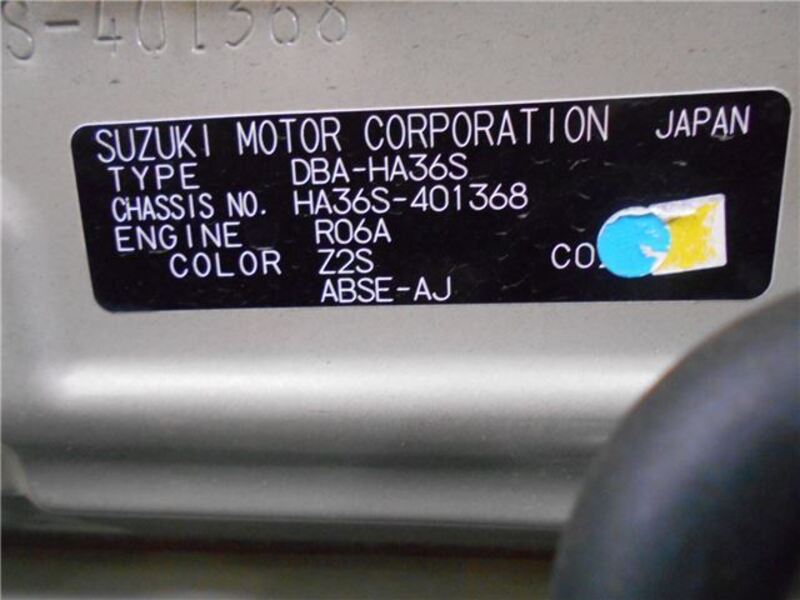 S-401368
SUZUKI MOTOR CORPORATION JAPAN
TYPE DBA-HA36S
CHASSIS NO. HA36S-401368
ENGINE R06A
COLOR Z2S
ABSE-AJ